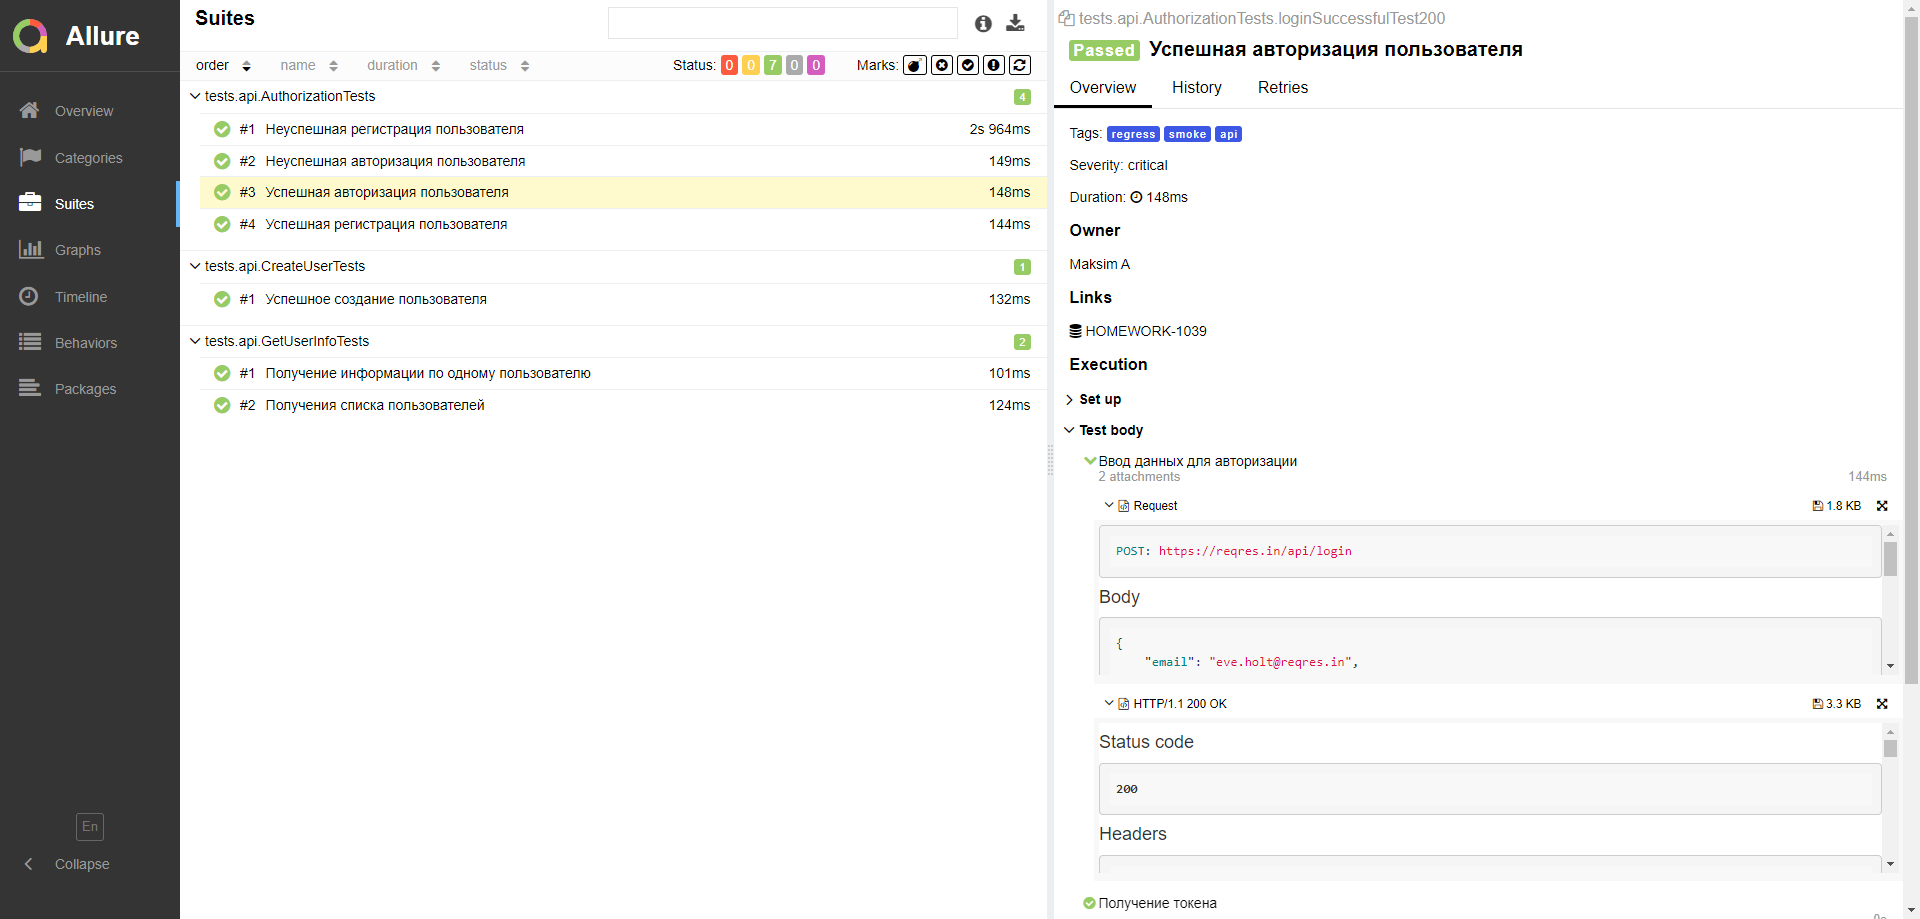 Allure
Overview
Categories
Suites
Graphs
Timeline
Behaviors
Packages
En
Collapse
Suites
order name duration status Status: 0 0 7 0 0 Marks:
tests.api.AuthorizationTests 4
#1 Неуспешная регистрация пользователя 2s 964ms
#2 Неуспешная авторизация пользователя 149ms
#3 Успешная авторизация пользователя 148ms
#4 Успешная регистрация пользователя 144ms
tests.api.CreateUserTests 1
#1 Успешное создание пользователя 132ms
tests.api.GetUserInfoTests 2
#1 Получение информации по одному пользователю 101ms
#2 Получения списка пользователей 124ms
tests.api.AuthorizationTests.loginSuccessfulTest200
Passed Успешная авторизация пользователя
Overview History Retries
Tags: regress smoke api
Severity: critical
Duration: 148ms
Owner
Maksim A
Links
HOMEWORK-1039
Execution
Set up
Test body
Ввод данных для авторизации
2 attachments 144ms
Request 1.8 KB
POST: https://reqres.in/api/login
Body
{
"email": "eve.holt@reqres.in",
HTTP/1.1 200 OK 3.3 KB
Status code
200
Headers
Получение токена